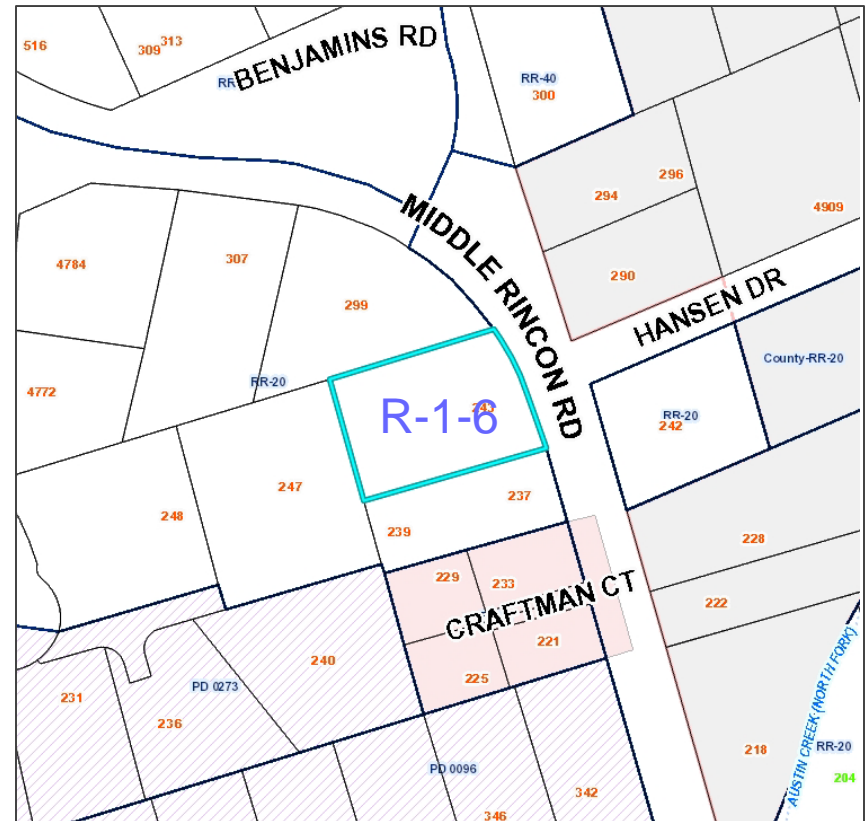 516
309
313
BENJAMINS RD
RR-40
300
294
296
4909
290
MIDDLE RINCON RD
HANSEN DR
4784
307
299
4772
RR-20
R-1-6
County-RR-20
RR-20
242
247
237
248
239
228
229
233
222
CRAFTMAN CT
221
240
225
231
PD 0273
236
AUSTIN CREEK (NORTH FORK)
218
RR-20
204
PD 0096
342
346